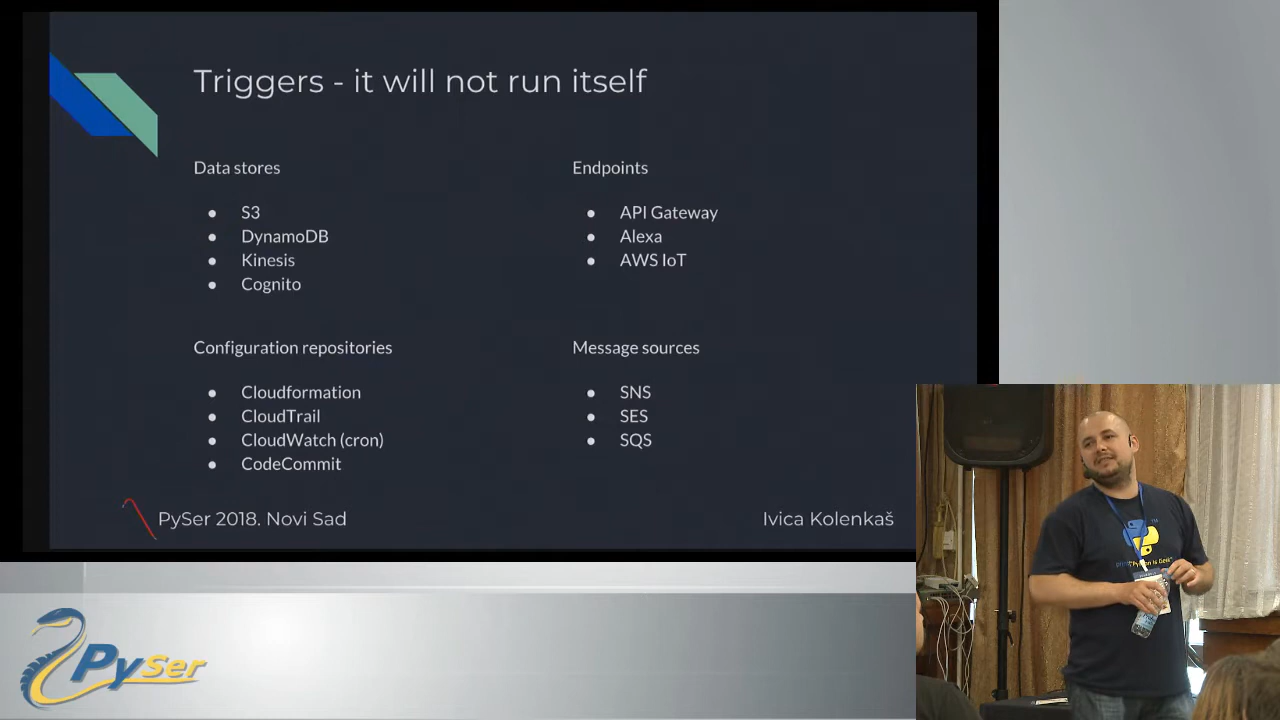 Triggers - it will not run itself
Data stores
● S3
● DynamoDB
● Kinesis
● Cognito
Endpoints
● API Gateway
● Alexa
● AWS IoT
Configuration repositories
● Cloudformation
● CloudTrail
● CloudWatch (cron)
● CodeCommit
Message sources
● SNS
● SES
● SQS
PySer 2018. Novi Sad
Ivica Kolenkaš
PySer
TM